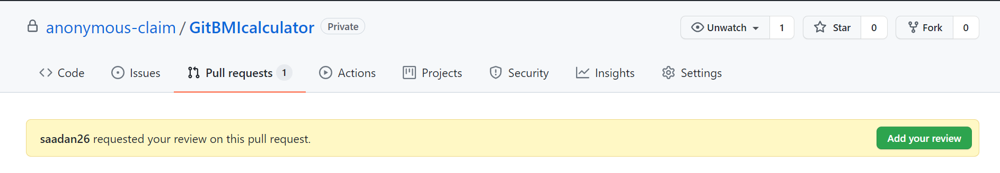 anonymous-claim / GitBMIcalculator Private Unwatch 1 Star 0 Fork 0
Code Issues Pull requests 1 Actions Projects Security Insights Settings
saadan26 requested your review on this pull request. Add your review